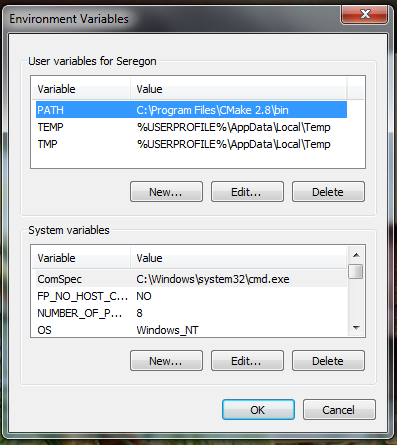 Environment Variables
User variables for Seregon
Variable Value
PATH C:\Program Files\CMake 2.8\bin
TEMP %USERPROFILE%\AppData\Local\Temp
TMP %USERPROFILE%\AppData\Local\Temp
New... Edit... Delete
System variables
Variable Value
ComSpec C:\Windows\system32\cmd.exe
FP_NO_HOST_C... NO
NUMBER_OF_P... 8
OS Windows_NT
New... Edit... Delete
OK Cancel